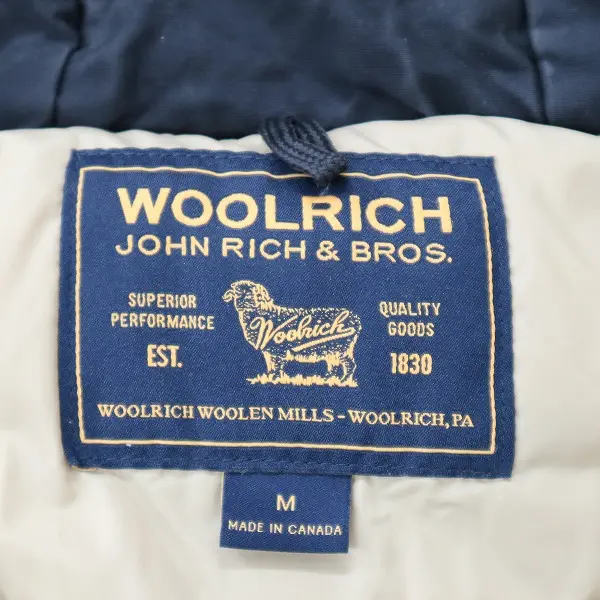 WOOLRICH
JOHN RICH & BROS.
SUPERIOR PERFORMANCE
Woolrich
QUALITY GOODS
EST.
1830
WOOLRICH WOOLEN MILLS - WOOLRICH, PA
M
MADE IN CANADA